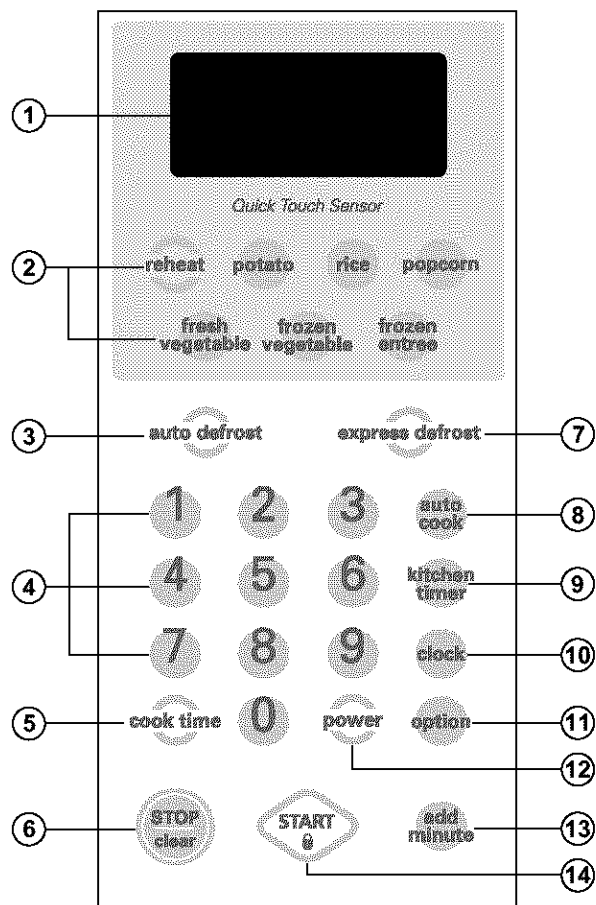 1
Quick Touch Sensor
2
reheat potato rice popcorn
fresh vegetable frozen vegetable frozen entree
3 auto defrost express defrost 7
1 2 3 auto cook 8
4 4 5 6 kitchen timer 9
7 8 9 clock 10
5 cook time 0 power option 11
12
6 STOP clear START add minute 13
14